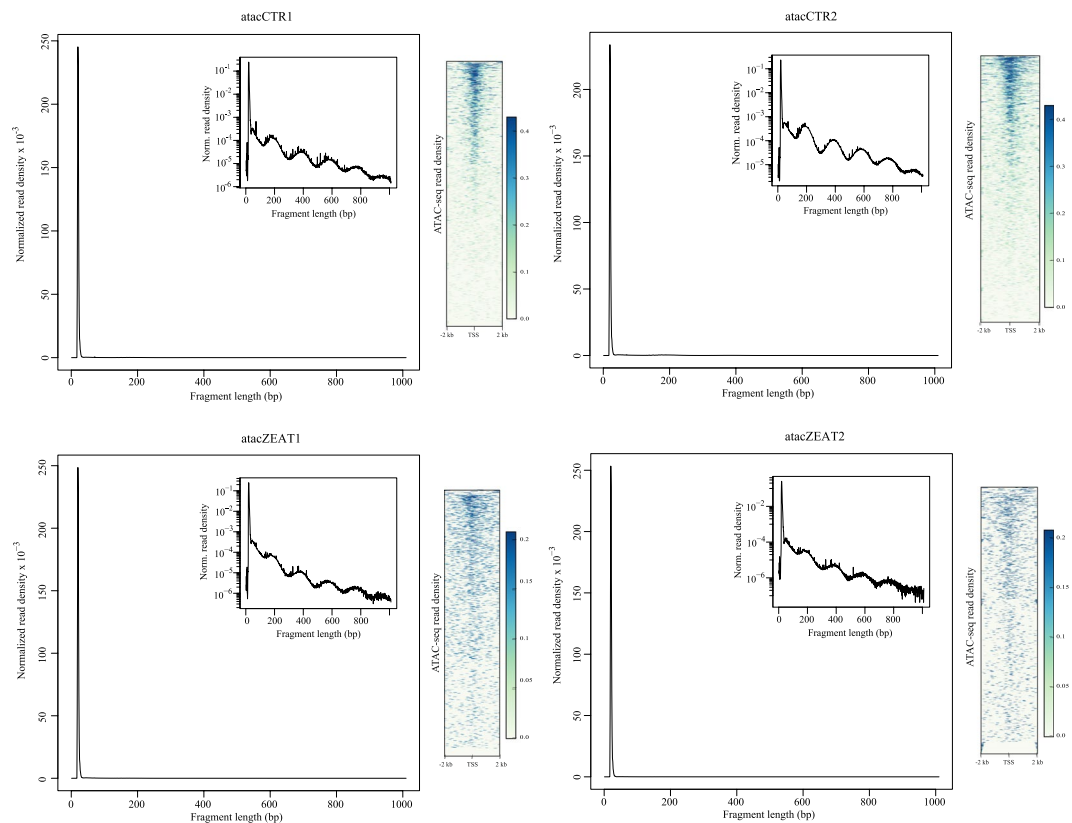 atacCTR1
Normalized read density x 10−3
250
200
150
100
50
0
0 200 400 600 800 1000
Fragment length (bp)
Norm. read density
10−1
10−2
10−3
10−4
10−5
10−6
0 200 400 600 800
Fragment length (bp)
ATAC-seq read density
-2 kb TSS 2 kb
0.4
0.3
0.2
0.1
0.0
atacCTR2
Normalized read density x 10−3
200
150
100
50
0
0 200 400 600 800 1000
Fragment length (bp)
Norm. read density
10−1
10−2
10−3
10−4
10−5
0 200 400 600 800
Fragment length (bp)
ATAC-seq read density
-2 kb TSS 2 kb
0.4
0.3
0.2
0.1
0.0
atacZEAT1
Normalized read density x 10−3
250
200
150
100
50
0
0 200 400 600 800 1000
Fragment length (bp)
Norm. read density
10−1
10−2
10−3
10−4
10−5
10−6
0 200 400 600 800
Fragment length (bp)
ATAC-seq read density
-2 kb TSS 2 kb
0.2
0.15
0.1
0.05
0.0
atacZEAT2
Normalized read density x 10−3
250
200
150
100
50
0
0 200 400 600 800 1000
Fragment length (bp)
Norm. read density
10−2
10−4
10−6
0 200 400 600 800
Fragment length (bp)
ATAC-seq read density
-2 kb TSS 2 kb
0.2
0.15
0.1
0.05
0.0